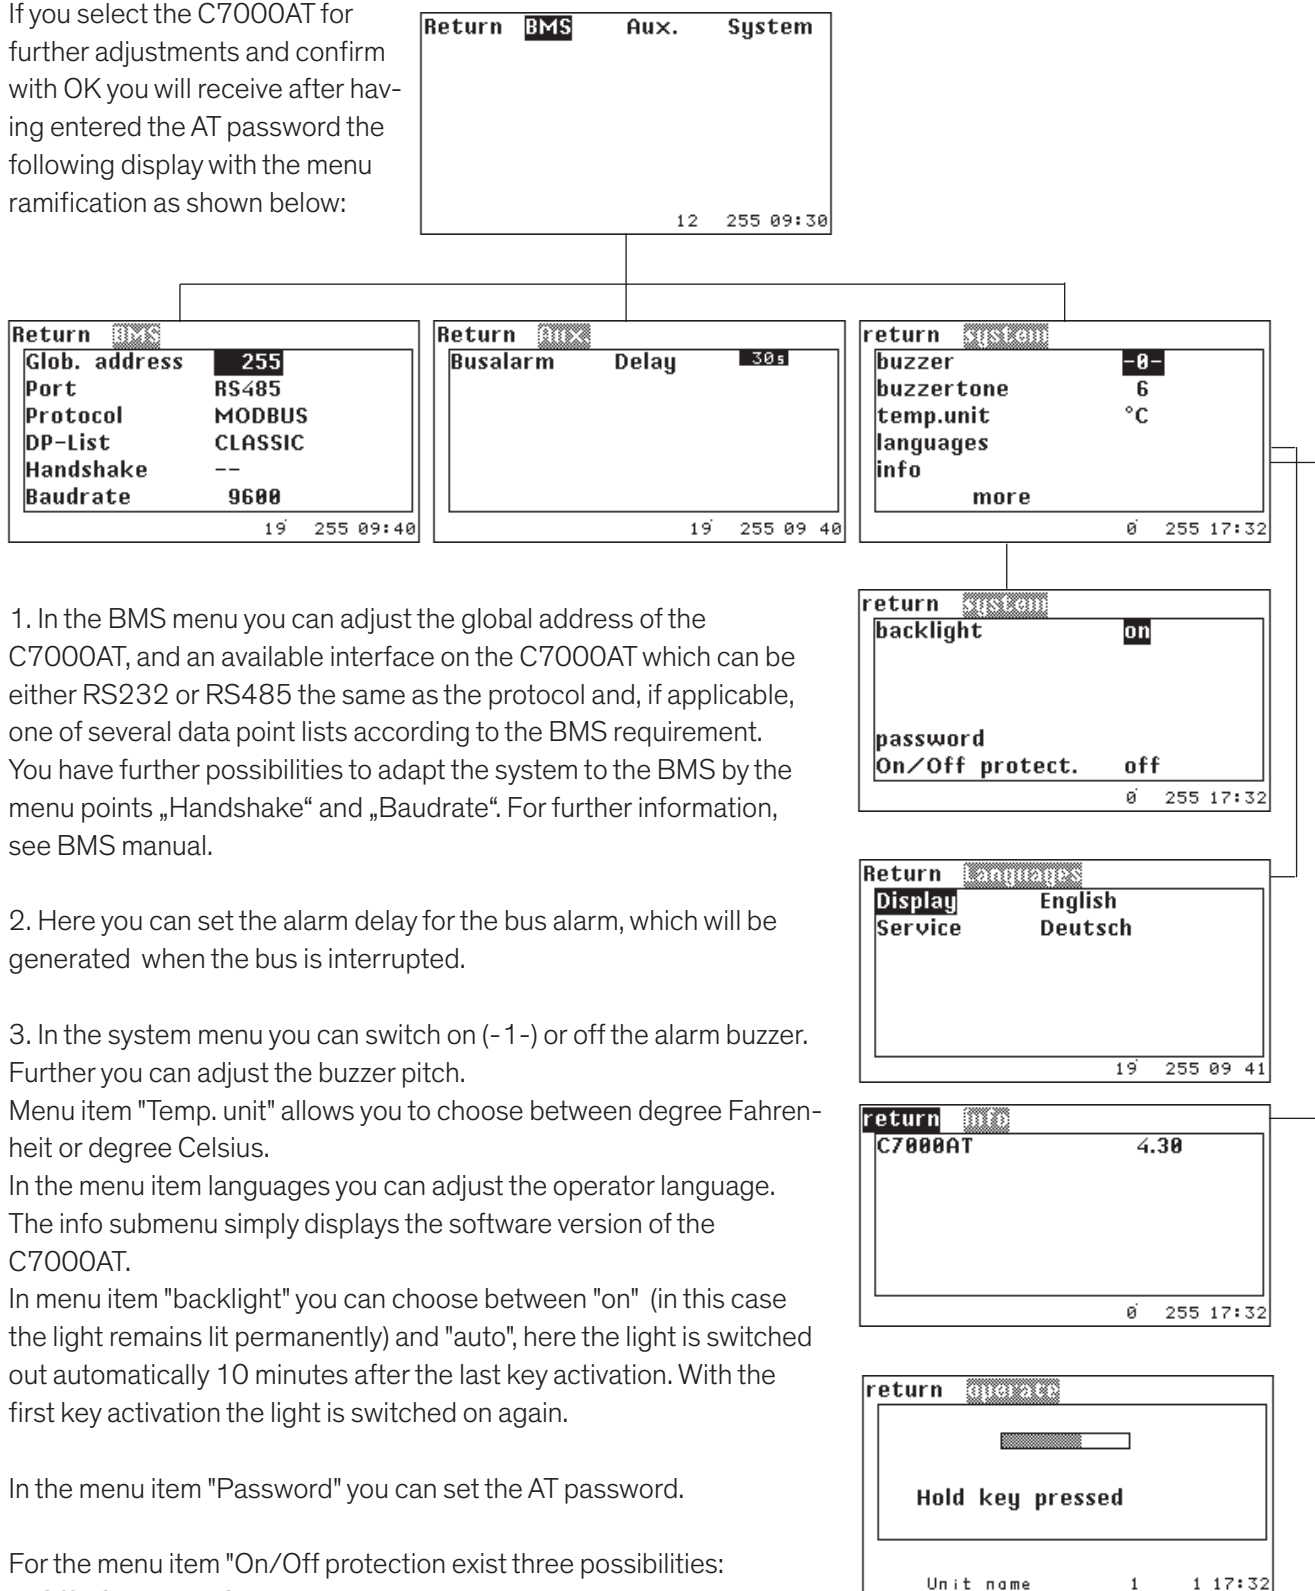 If you select the C7000AT for
further adjustments and confirm
with OK you will receive after hav-
ing entered the AT password the
following display with the menu
ramification as shown below:
Return BMS Aux. System
12 255 09:30
Return BMS
Glob. address 255
Port RS485
Protocol MODBUS
DP-List CLASSIC
Handshake --
Baudrate 9600
19 255 09:40
Return Aux
Busalarm Delay 30s
19 255 09 40
return system
buzzer -0-
buzzertone 6
temp.unit °C
languages
info
more
0 255 17:32
return system
backlight on
password
On/Off protect. off
0 255 17:32
Return Languages
Display English
Service Deutsch
19 255 09 41
return info
C7000AT 4.30
0 255 17:32
return operate
Hold key pressed
Unit name 1 1 17:32
1. In the BMS menu you can adjust the global address of the
C7000AT, and an available interface on the C7000AT which can be
either RS232 or RS485 the same as the protocol and, if applicable,
one of several data point lists according to the BMS requirement.
You have further possibilities to adapt the system to the BMS by the
menu points „Handshake“ and „Baudrate“. For further information,
see BMS manual.
2. Here you can set the alarm delay for the bus alarm, which will be
generated when the bus is interrupted.
3. In the system menu you can switch on (-1-) or off the alarm buzzer.
Further you can adjust the buzzer pitch.
Menu item "Temp. unit" allows you to choose between degree Fahren-
heit or degree Celsius.
In the menu item languages you can adjust the operator language.
The info submenu simply displays the software version of the
C7000AT.
In menu item "backlight" you can choose between "on" (in this case
the light remains lit permanently) and "auto", here the light is switched
out automatically 10 minutes after the last key activation. With the
first key activation the light is switched on again.
In the menu item "Password" you can set the AT password.
For the menu item "On/Off protection exist three possibilities: